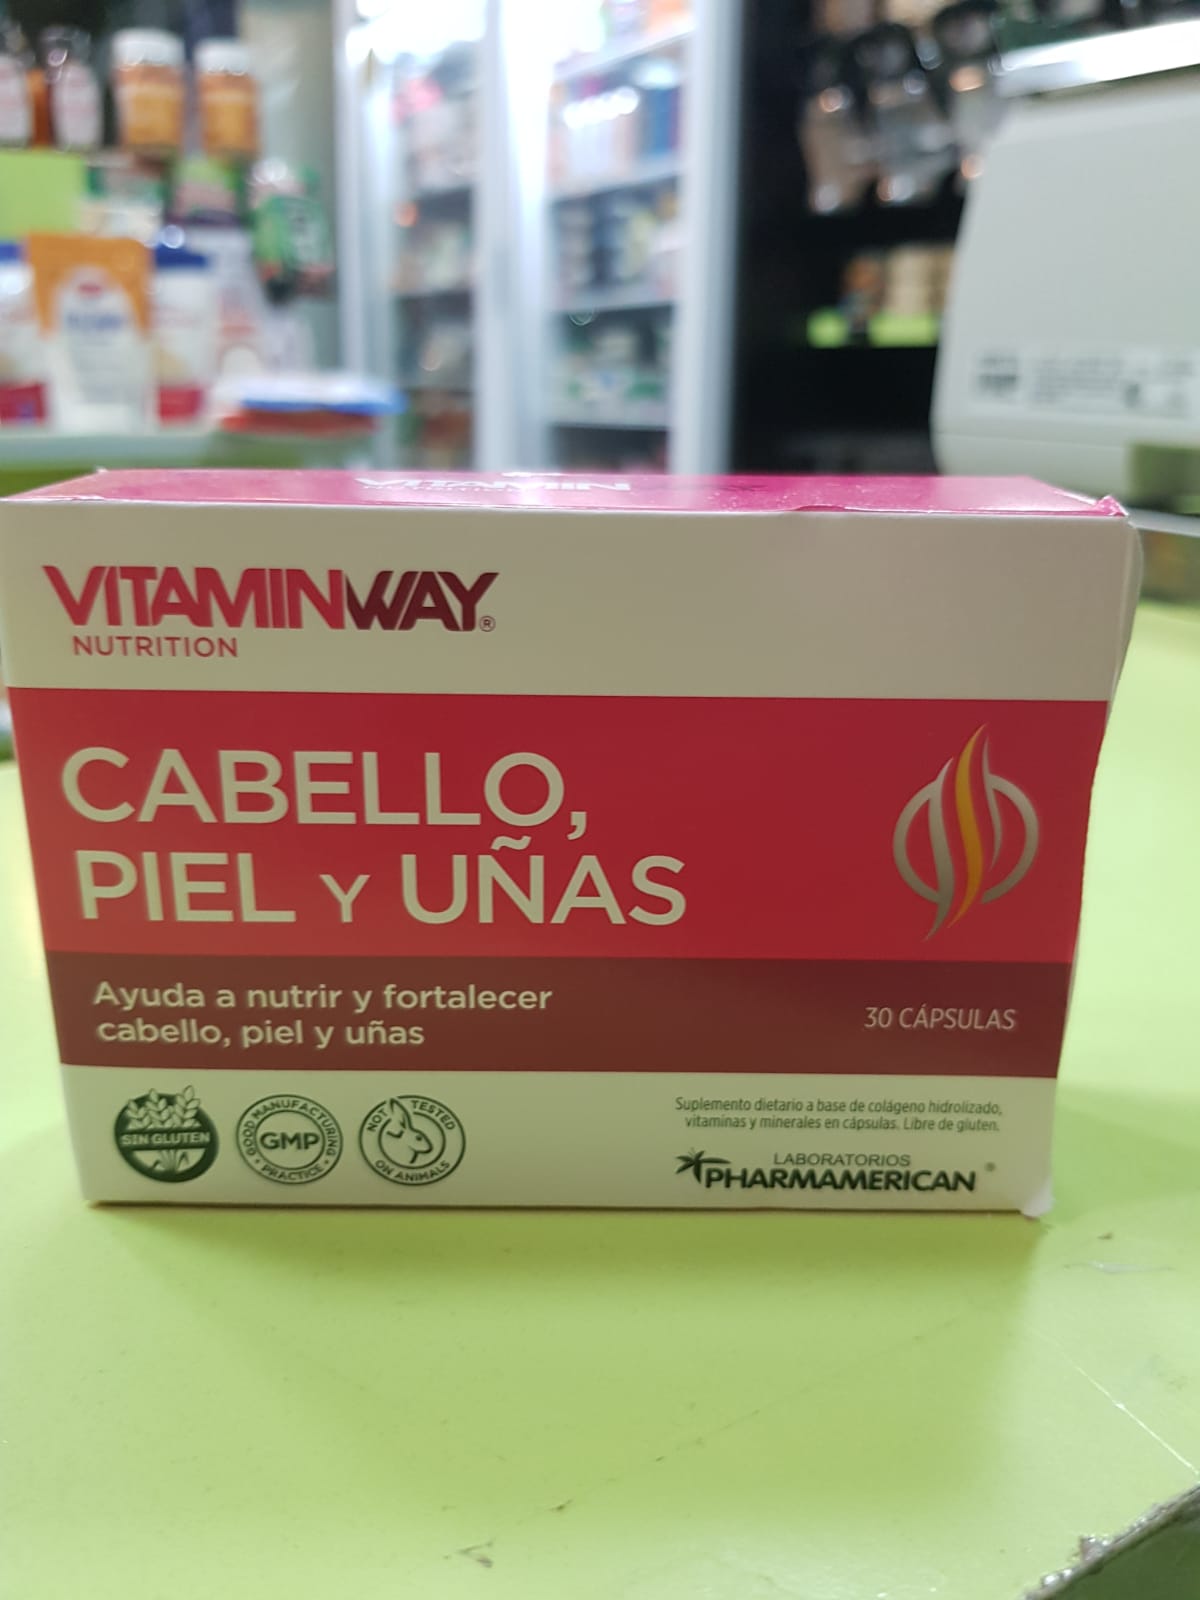 VITAMIN
VITAMINWAY®
NUTRITION
CABELLO,
PIEL Y UÑAS
Ayuda a nutrir y fortalecer
cabello, piel y uñas
30 CÁPSULAS
SIN GLUTEN
GOOD MANUFACTURING
GMP
PRACTICE
NOT TESTED
ON ANIMALS
Suplemento dietario a base de colágeno hidrolizado,
vitaminas y minerales en cápsulas. Libre de gluten.
LABORATORIOS
PHARMAMERICAN®